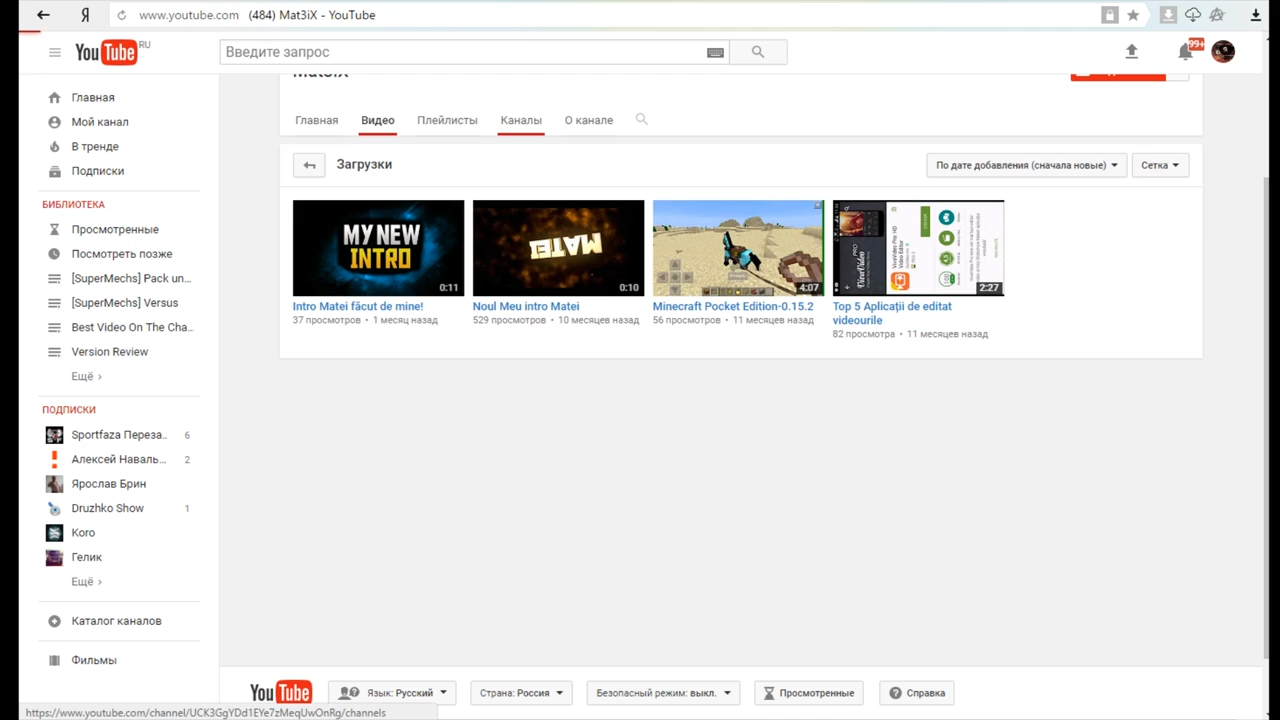 Я www.youtube.com (484) Mat3iX - YouTube
YouTube RU
Введите запрос
99+
Mat3iX
Главная
Мой канал
В тренде
Подписки
БИБЛИОТЕКА
Просмотренные
Посмотреть позже
[SuperMechs] Pack un...
[SuperMechs] Versus
Best Video On The Cha..
Version Review
Ещё ›
ПОДПИСКИ
Sportfaza Переза.. 6
Алексей Наваль... 2
Ярослав Брин
Druzhko Show 1
Koro
Гелик
Ещё ›
Каталог каналов
Фильмы
Главная Видео Плейлисты Каналы О канале
Загрузки
По дате добавления (сначала новые) Сетка
MY NEW
INTRO
0:11
MATEI
0:10
4:07
2:27
Intro Matei făcut de mine!
37 просмотров • 1 месяц назад
Noul Meu intro Matei
529 просмотров • 10 месяцев назад
Minecraft Pocket Edition-0.15.2
56 просмотров • 11 месяцев назад
Top 5 Aplicații de editat
videourile
82 просмотра • 11 месяцев назад
YouTube Язык: Русский Страна: Россия Безопасный режим: выкл. Просмотренные Справка
https://www.youtube.com/channel/UCK3GgYDd1EYe7zMeqUwOnRg/channels